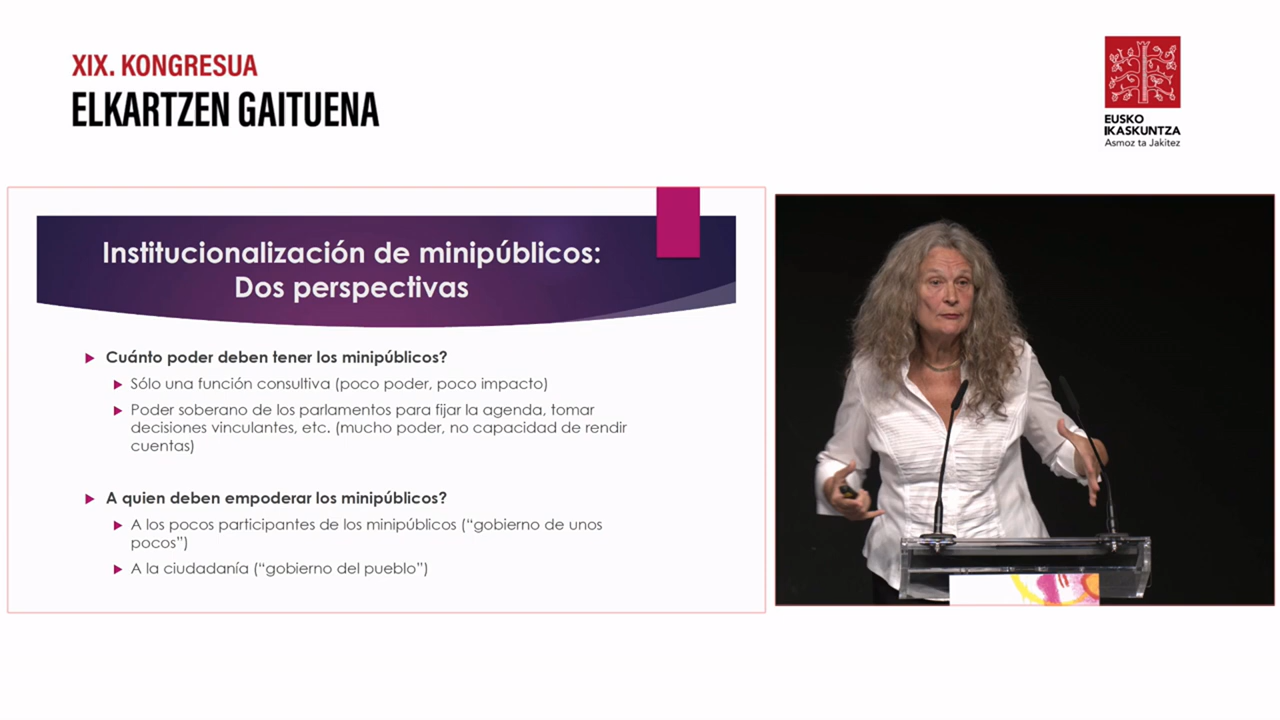 XIX. KONGRESUA
ELKARTZEN GAITUENA
EUSKO
IKASKUNTZA
Asmoz ta Jakitez
Institucionalización de minipúblicos:
Dos perspectivas
Cuánto poder deben tener los minipúblicos?
Sólo una función consultiva (poco poder, poco impacto)
Poder soberano de los parlamentos para fijar la agenda, tomar
decisiones vinculantes, etc. (mucho poder, no capacidad de rendir
cuentas)
A quien deben empoderar los minipúblicos?
A los pocos participantes de los minipúblicos (“gobierno de unos
pocos”)
A la ciudadanía (“gobierno del pueblo”)